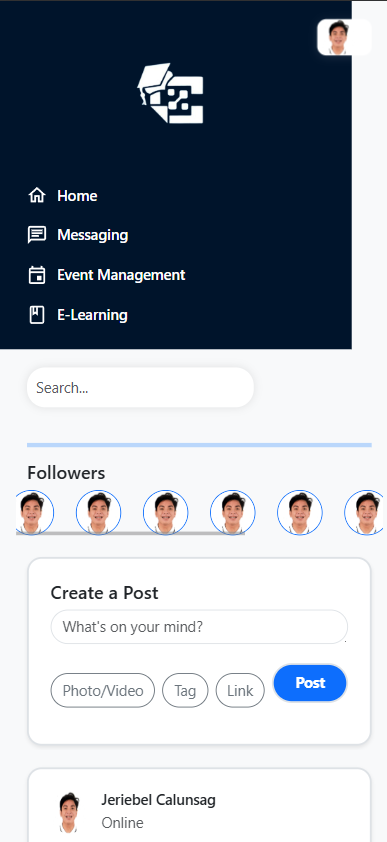 Home
Messaging
Event Management
E-Learning
Search...
Followers
Create a Post
What's on your mind?
Photo/Video Tag Link Post
Jeriebel Calunsag
Online